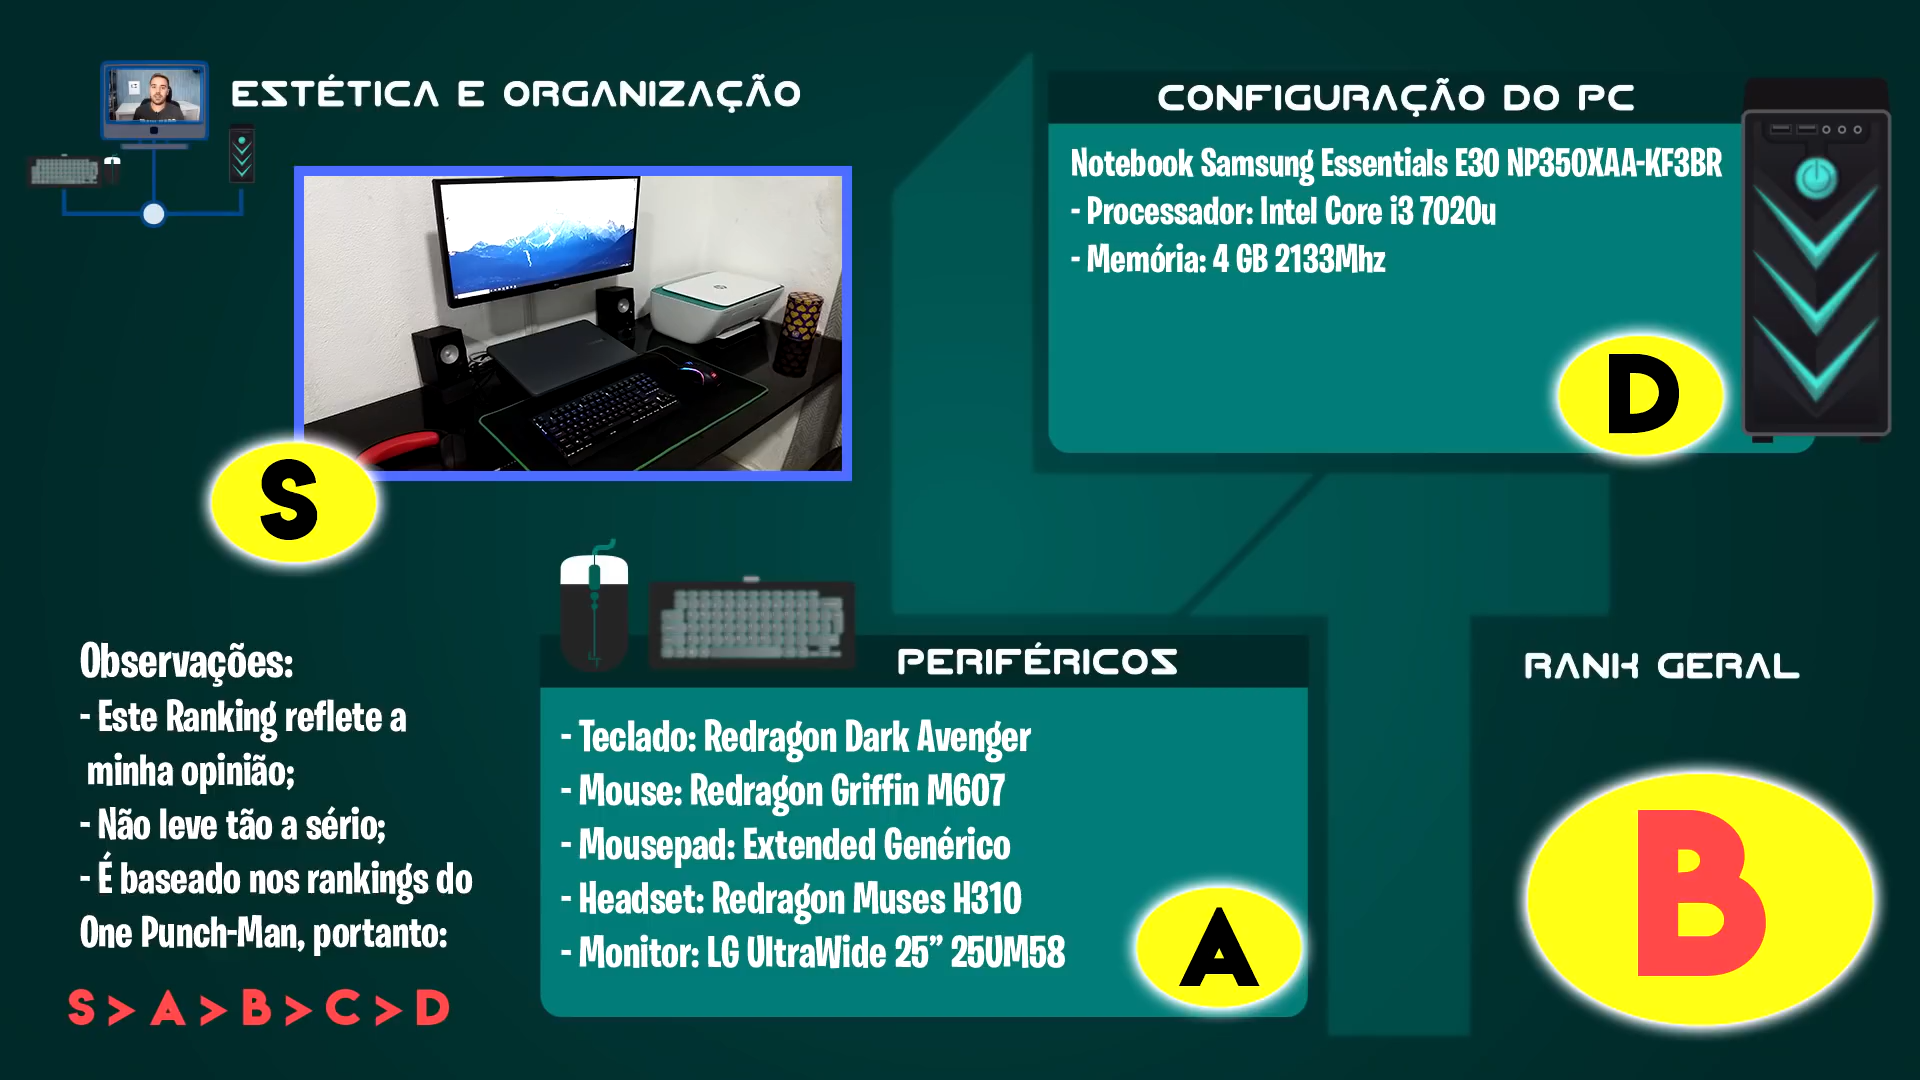 ESTÉTICA E ORGANIZAÇÃO
S
CONFIGURAÇÃO DO PC
Notebook Samsung Essentials E30 NP350XAA-KF3BR
- Processador: Intel Core i3 7020u
- Memória: 4 GB 2133Mhz
D
Observações:
- Este Ranking reflete a
minha opinião;
- Não leve tão a sério;
- É baseado nos rankings do
One Punch-Man, portanto:
S > A > B > C > D
PERIFÉRICOS
- Teclado: Redragon Dark Avenger
- Mouse: Redragon Griffin M607
- Mousepad: Extended Genérico
- Headset: Redragon Muses H310
- Monitor: LG UltraWide 25” 25UM58
A
RANK GERAL
B